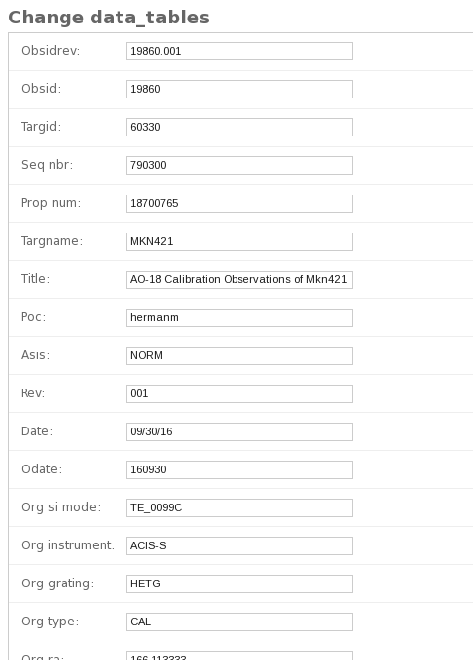 Change data_tables
Obsidrev: 19860.001
Obsid: 19860
Targid: 60330
Seq nbr: 790300
Prop num: 18700765
Targname: MKN421
Title: AO-18 Calibration Observations of Mkn421
Poc: hermanm
Asis: NORM
Rev: 001
Date: 09/30/16
Odate: 160930
Org si mode: TE_0099C
Org instrument: ACIS-S
Org grating: HETG
Org type: CAL
Org ra: 166.113333